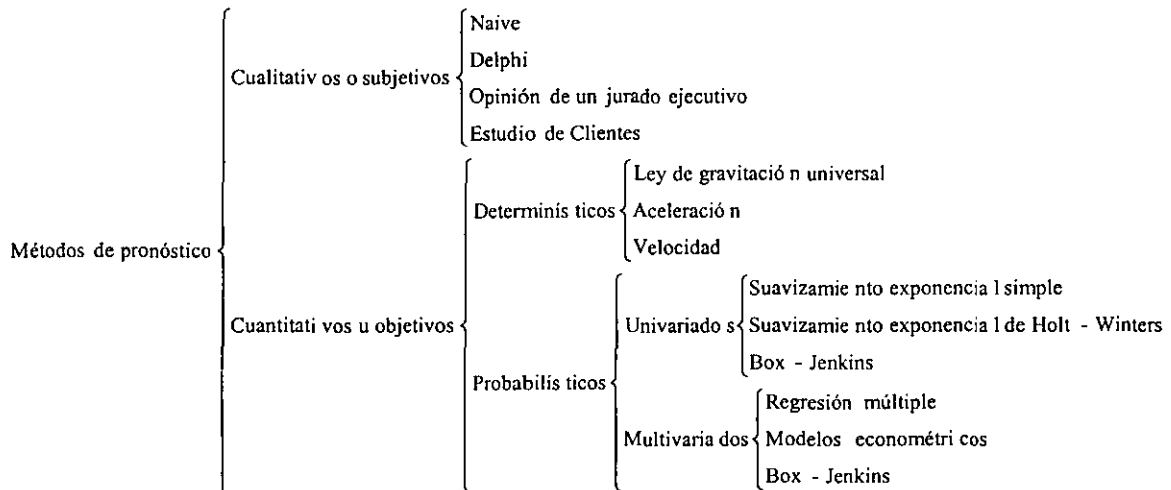 Métodos de pronóstico
Cualitativ os o subjetivos
Naive
Delphi
Opinión de un jurado ejecutivo
Estudio de Clientes
Cuantitati vos u objetivos
Determinís ticos
Ley de gravitació n universal
Aceleració n
Velocidad
Probabilís ticos
Univariado s
Suavizamie nto exponencia l simple
Suavizamie nto exponencia l de Holt - Winters
Box - Jenkins
Multivaria dos
Regresión múltiple
Modelos econométri cos
Box - Jenkins